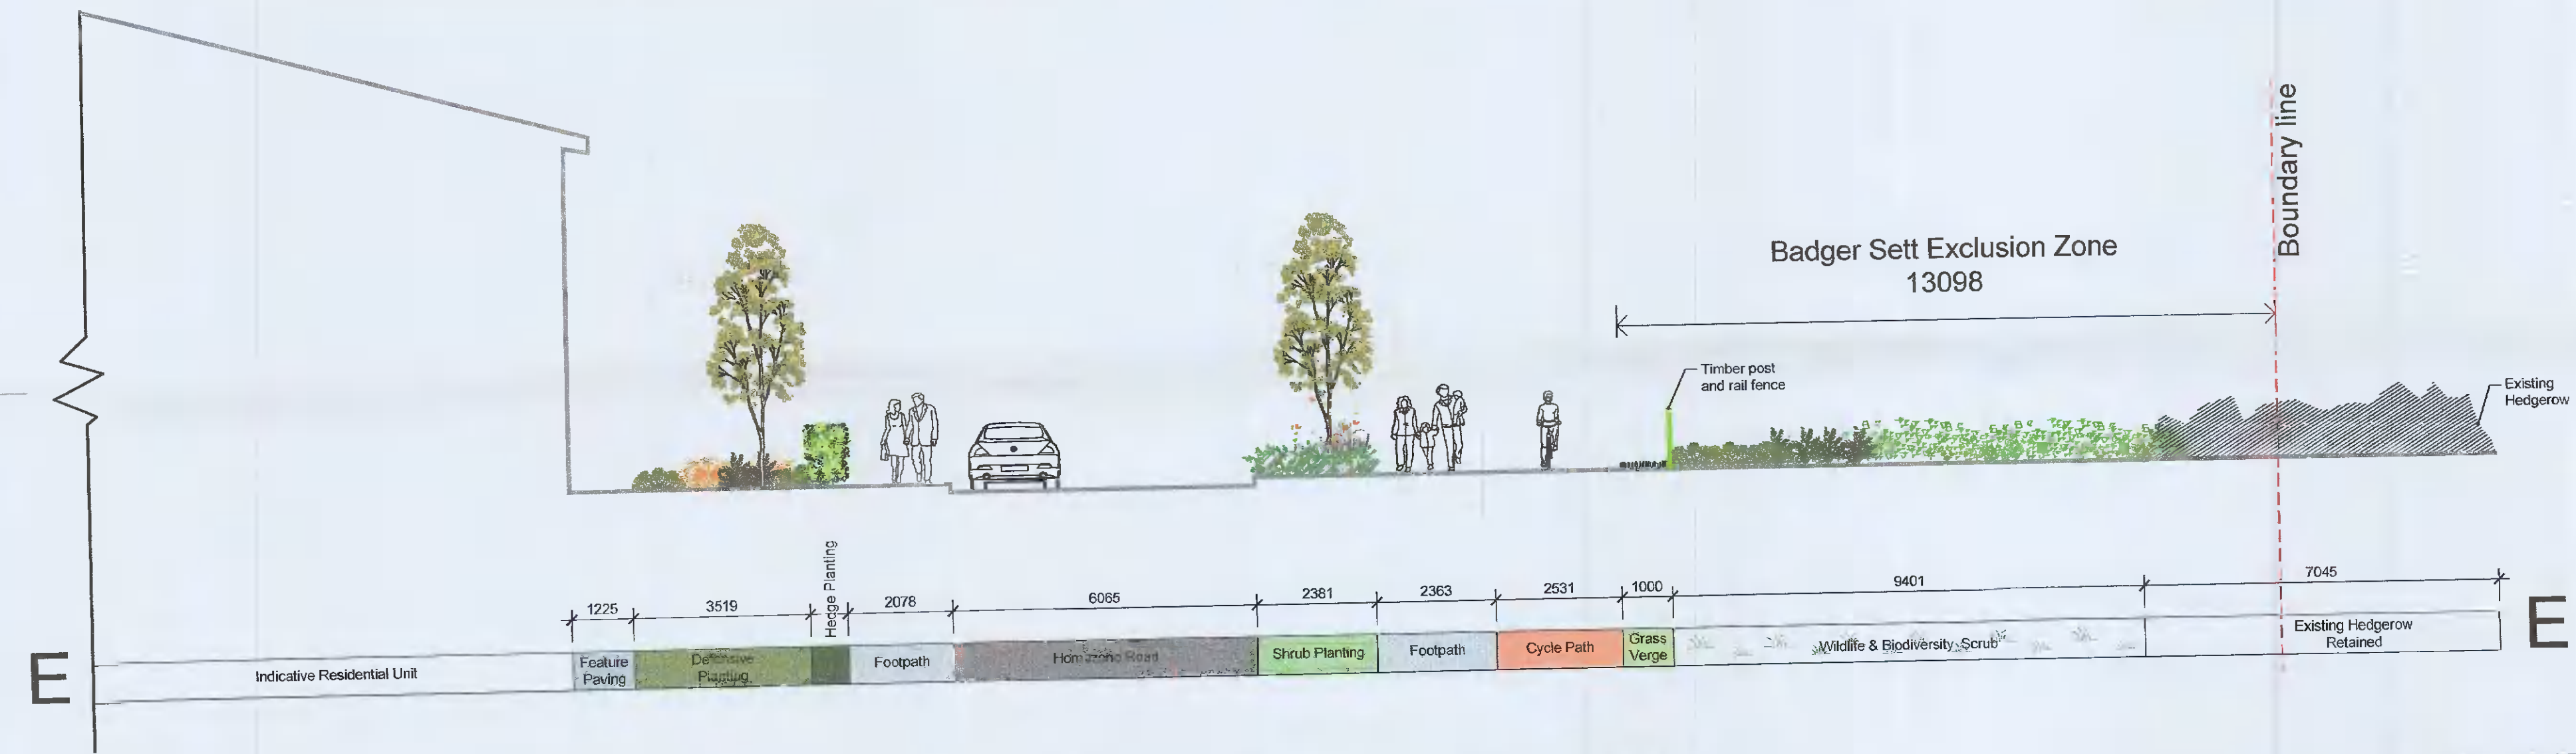 Boundary line
Badger Sett Exclusion Zone
13098
Timber post
and rail fence
Existing
Hedgerow
Hedge Planting
1225
3519
2078
6065
2381
2363
2531
1000
9401
7045
E
Indicative Residential Unit
Feature
Paving
Defensive
Planting
Footpath
Homezone Road
Shrub Planting
Footpath
Cycle Path
Grass
Verge
Wildlife & Biodiversity Scrub
Existing Hedgerow
Retained
E